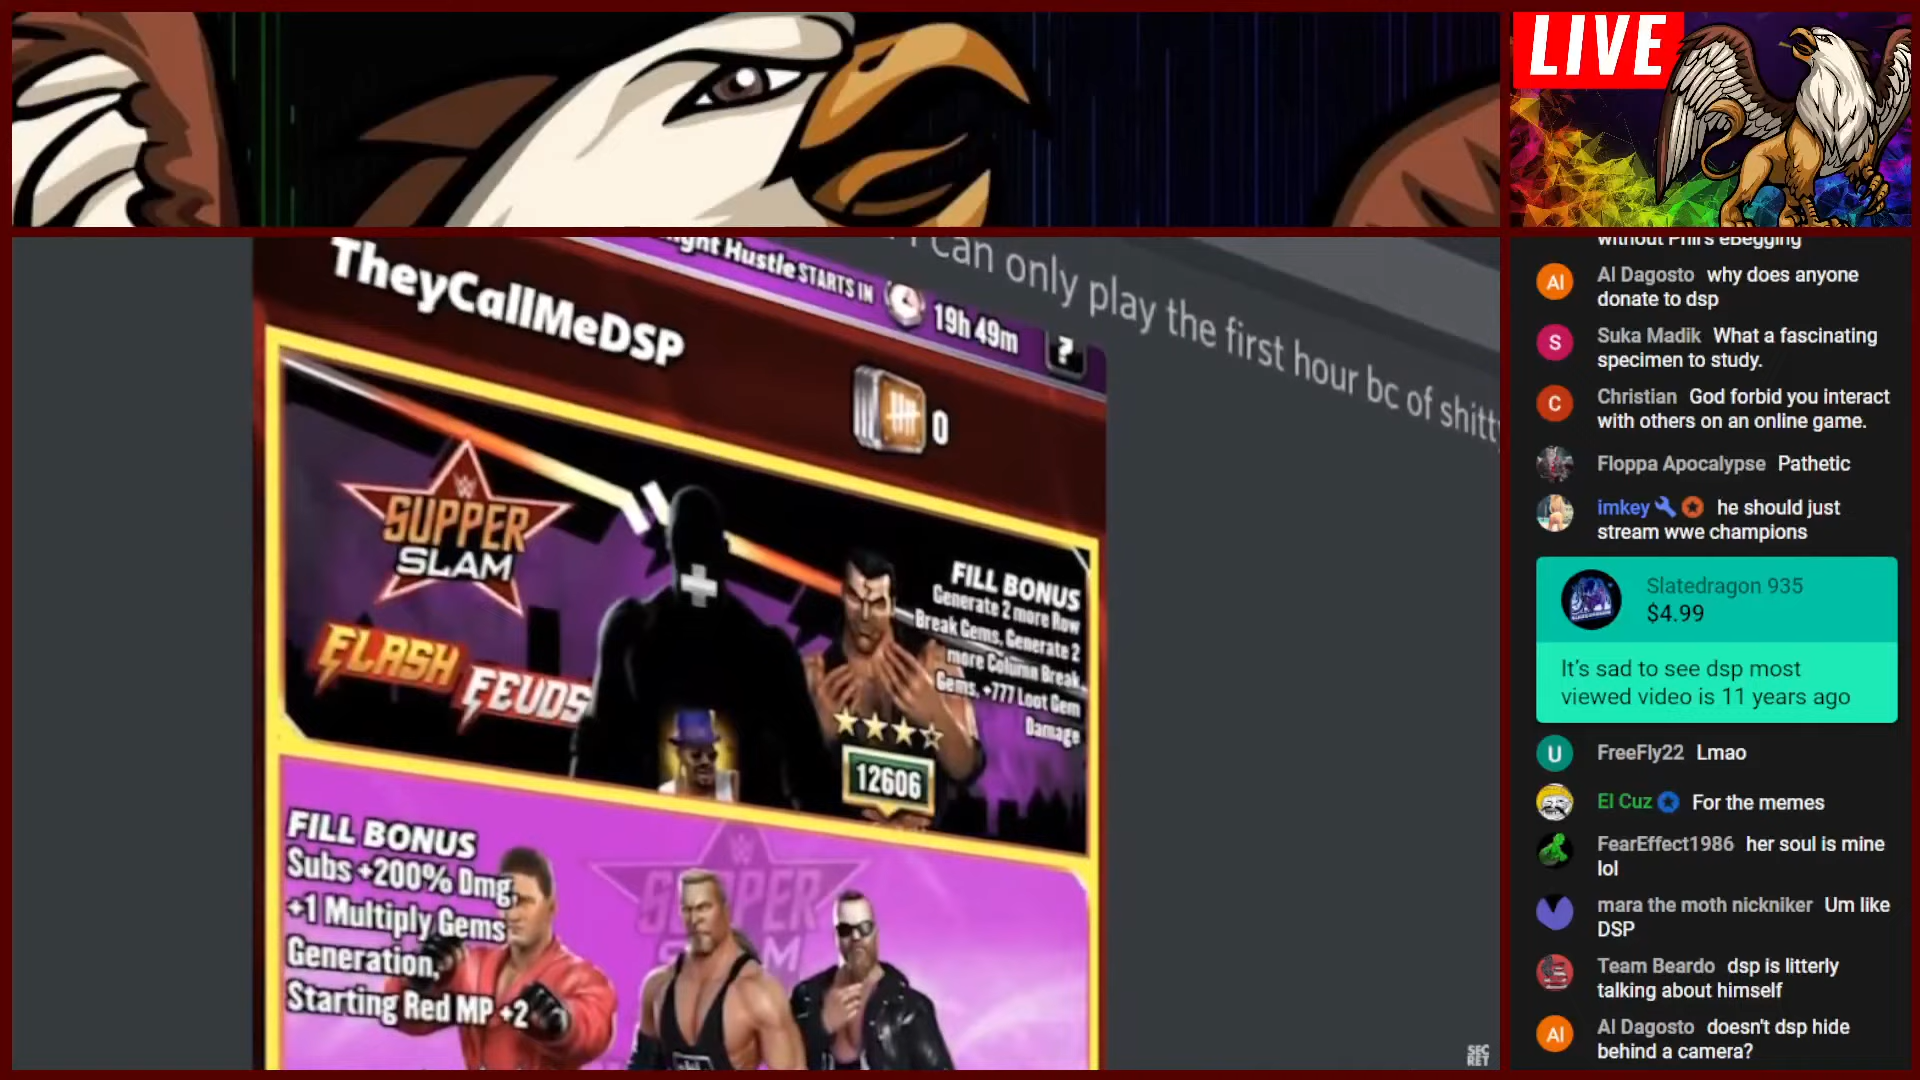 LIVE
ght Hustle STARTS IN
19h 49m
?
TheyCallMeDSP
0
can only play the first hour bc of shitty
W
SUPPER
SLAM
FLASH
FEUDS
FILL BONUS
Generate 2 more Row
Break Gems, Generate 2
more Column Break
Gems, +777 Loot Gem
Damage
12606
FILL BONUS
Subs +200% Dmg,
+1 Multiply Gems
Generation,
Starting Red MP +2
SEC
RET
without Phil's eBegging
Al Dagosto why does anyone
donate to dsp
Suka Madik What a fascinating
specimen to study.
Christian God forbid you interact
with others on an online game.
Floppa Apocalypse Pathetic
imkey he should just
stream wwe champions
Slatedragon 935
$4.99
It's sad to see dsp most
viewed video is 11 years ago
FreeFly22 Lmao
El Cuz For the memes
FearEffect1986 her soul is mine
lol
mara the moth nickniker Um like
DSP
Team Beardo dsp is litterly
talking about himself
Al Dagosto doesn't dsp hide
behind a camera?